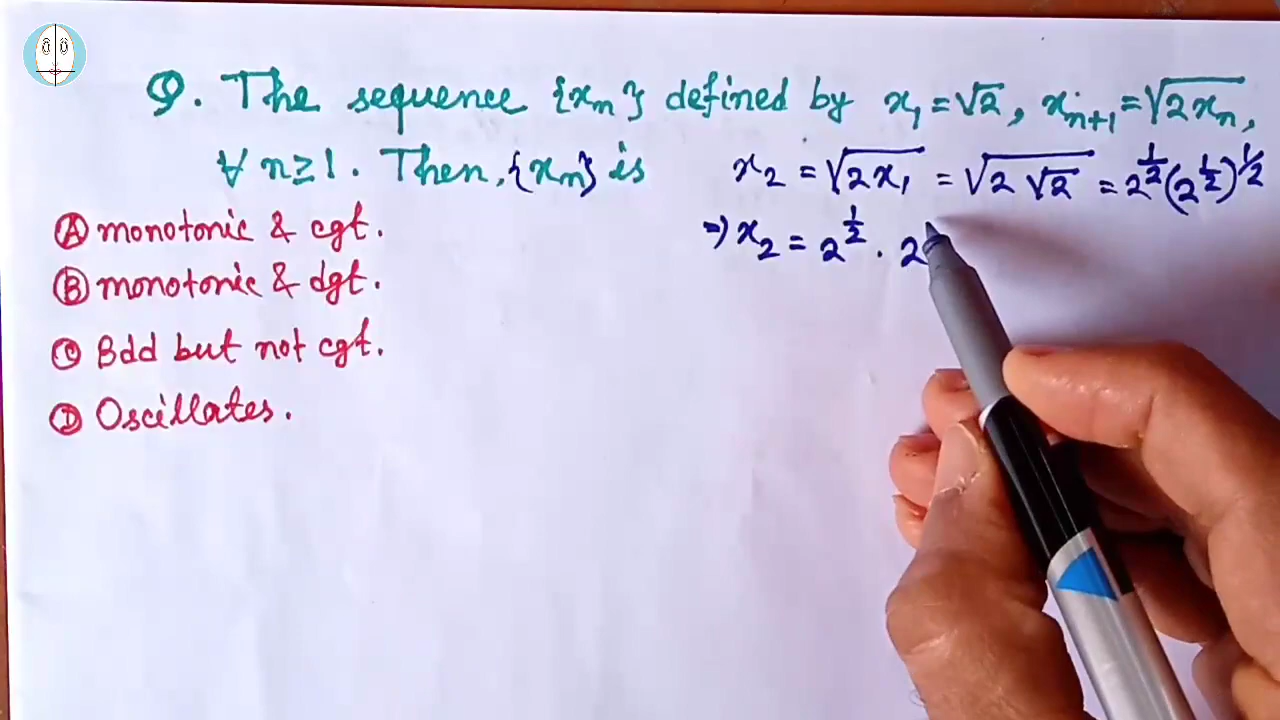 Q. The sequence {xₙ} defined by x₁ = √2, xₙ₊₁ = √(2xₙ),
∀ n ≥ 1. Then, {xₙ} is
x₂ = √(2x₁) = √(2√2) = 2^(1/2) (2^(1/2))^(1/2)
⇒ x₂ = 2^(1/2) · 2
Ⓐ monotonic & cgt.
Ⓑ monotonic & dgt.
Ⓒ Bdd but not cgt.
Ⓓ Oscillates.